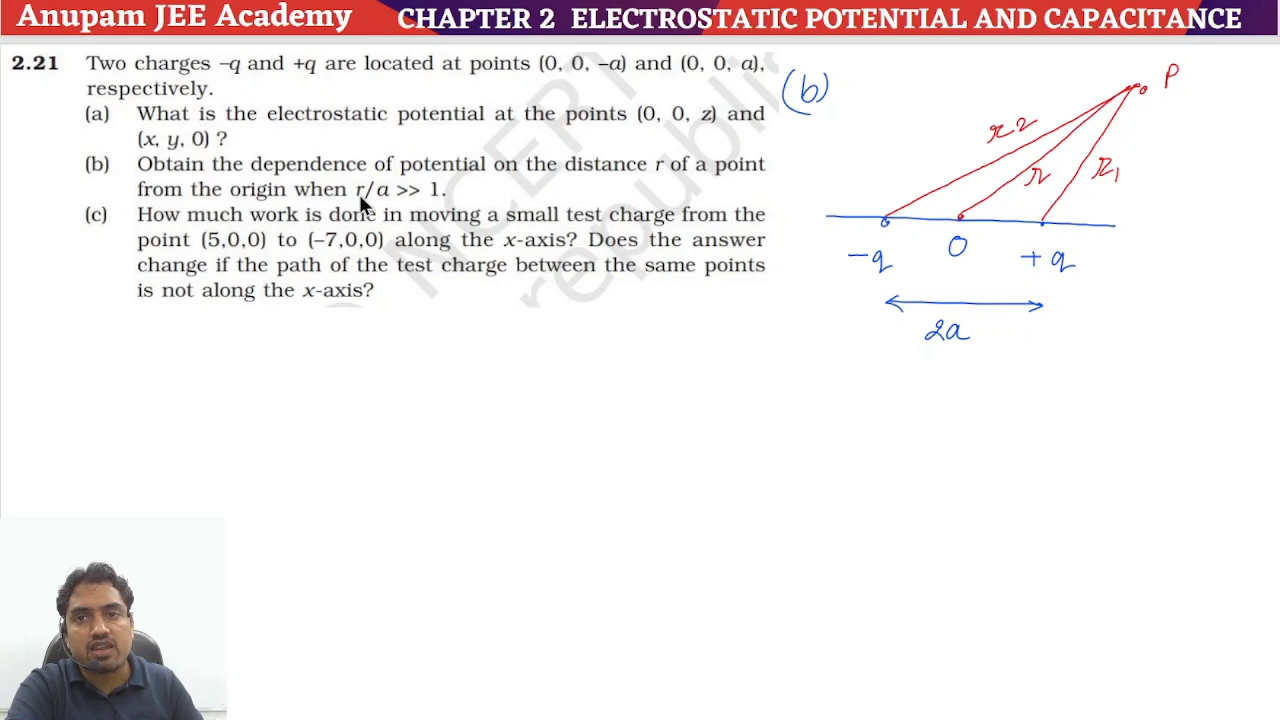 Anupam JEE Academy
CHAPTER 2 ELECTROSTATIC POTENTIAL AND CAPACITANCE
2.21 Two charges –q and +q are located at points (0, 0, –a) and (0, 0, a),
respectively.
(a) What is the electrostatic potential at the points (0, 0, z) and
(x, y, 0) ?
(b) Obtain the dependence of potential on the distance r of a point
from the origin when r/a >> 1.
(c) How much work is done in moving a small test charge from the
point (5,0,0) to (–7,0,0) along the x-axis? Does the answer
change if the path of the test charge between the same points
is not along the x-axis?
NCERT
republi
(b)
P
r2
r
r1
-q
O
+q
2a